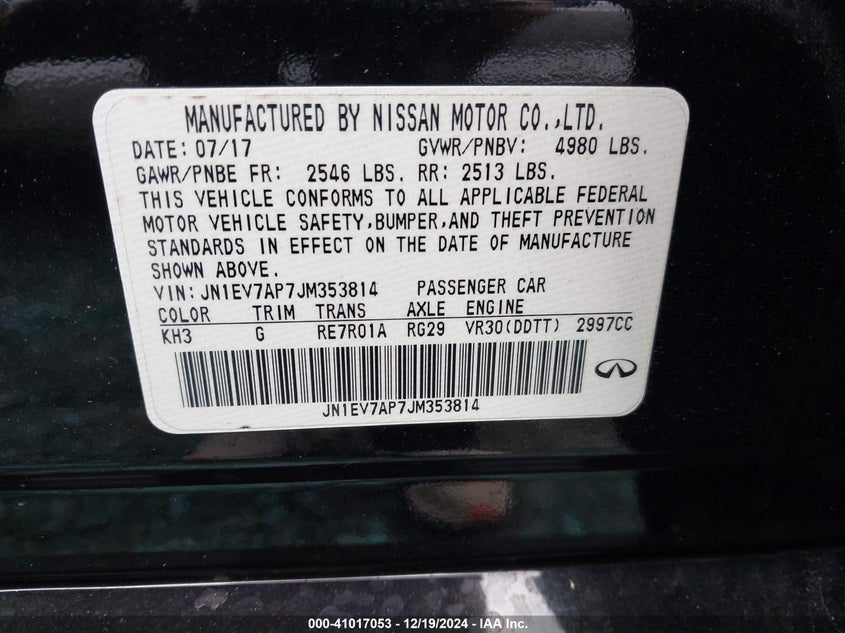 MANUFACTURED BY NISSAN MOTOR CO.,LTD.
DATE: 07/17 GVWR/PNBV: 4980 LBS.
GAWR/PNBE FR: 2546 LBS. RR: 2513 LBS.
THIS VEHICLE CONFORMS TO ALL APPLICABLE FEDERAL
MOTOR VEHICLE SAFETY,BUMPER,AND THEFT PREVENTION
STANDARDS IN EFFECT ON THE DATE OF MANUFACTURE
SHOWN ABOVE.
VIN:JN1EV7AP7JM353814 PASSENGER CAR
COLOR TRIM TRANS AXLE ENGINE
KH3 G RE7R01A RG29 VR30(DDTT) 2997CC
JN1EV7AP7JM353814
000-41017053 - 12/19/2024 - IAA Inc.